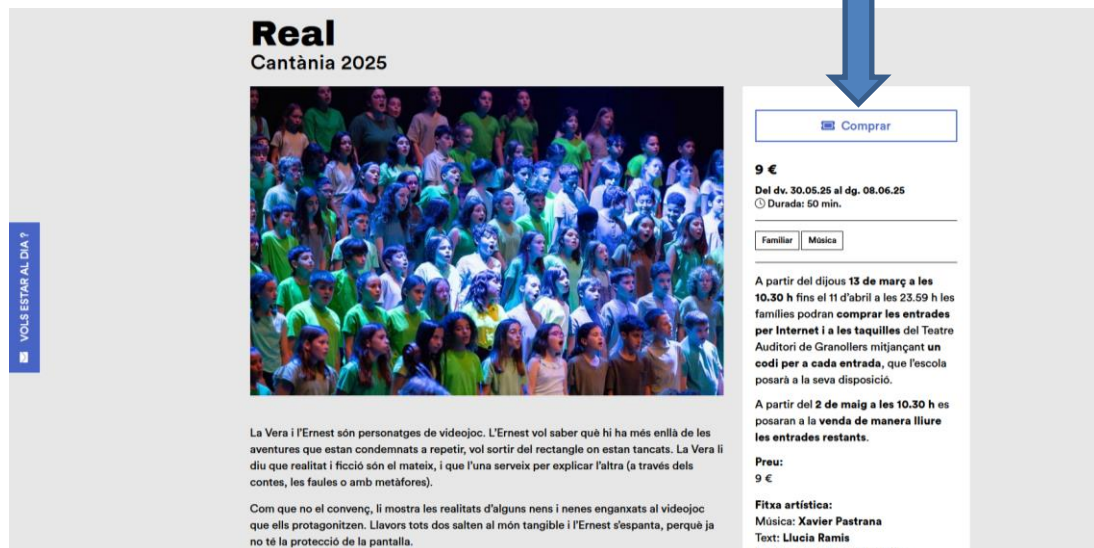 Real
Cantània 2025
VOLS ESTAR AL DIA?
La Vera i l'Ernest són personatges de videojoc. L'Ernest vol saber què hi ha més enllà de les
aventures que estan condemnats a repetir, vol sortir del rectangle on estan tancats. La Vera li
diu que realitat i ficció són el mateix, i que l'una serveix per explicar l'altra (a través dels
contes, les faules o amb metàfores).
Com que no el convenç, li mostra les realitats d'alguns nens i nenes enganxats al videojoc
que ells protagonitzen. Llavors tots dos salten al món tangible i l'Ernest s'espanta, perquè ja
no té la protecció de la pantalla.
Comprar
9 €
Del dv. 30.05.25 al dg. 08.06.25
Durada: 50 min.
Familiar Música
A partir del dijous 13 de març a les
10.30 h fins el 11 d'abril a les 23.59 h les
famílies podran comprar les entrades
per Internet i a les taquilles del Teatre
Auditori de Granollers mitjançant un
codi per a cada entrada, que l'escola
posarà a la seva disposició.
A partir del 2 de maig a les 10.30 h es
posaran a la venda de manera lliure
les entrades restants.
Preu:
9 €
Fitxa artística:
Música: Xavier Pastrana
Text: Llucia Ramis